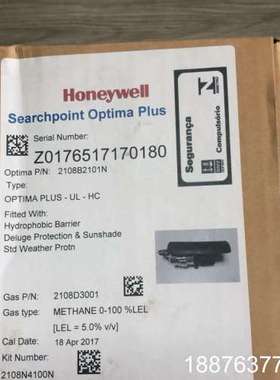 Honeywell
Searchpoint Optima Plus
Serial Number:
Z0176517170180
Optima P/N: 2108B2101N
Type:
OPTIMA PLUS - UL - HC
Fitted With:
Hydrophobic Barrier
Deluge Protection & Sunshade
Std Weather Protn
Gas P/N: 2108D3001
Gas type: METHANE 0-100 %LEL
[LEL = 5.0% v/v]
Cal Date: 18 Apr 2017
Kit Number:
2108N4100N
Segurança
Compulsório
18876377